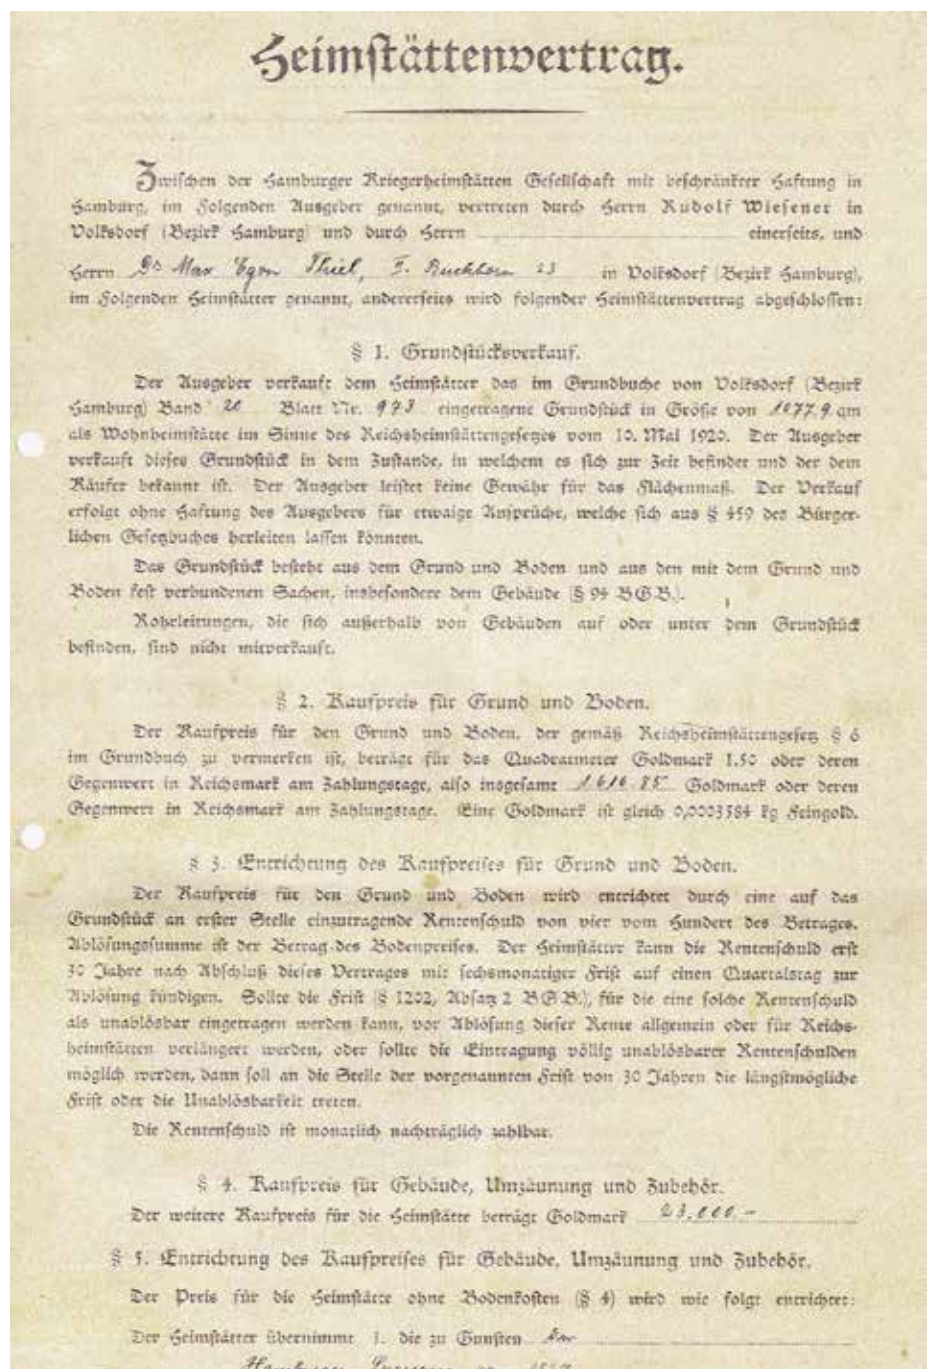 Heimstättenvertrag.
Zwischen der Hamburger Kriegerheimstätten Gesellschaft mit beschränkter Haftung in
Hamburg, im Folgenden Ausgeber genannt, vertreten durch Herrn Rudolf Wiesener in
Volksdorf (Bezirk Hamburg) und durch Herrn einerseits, und
Herrn Dr Max Egon Thiel, F. Buchhorn 23 in Volksdorf (Bezirk Hamburg),
im Folgenden Heimstätter genannt, andererseits wird folgender Heimstättenvertrag abgeschlossen:
§ 1. Grundstücksverkauf.
Der Ausgeber verkauft dem Heimstätter das im Grundbuche von Volksdorf (Bezirk
Hamburg) Band 20 Blatt Nr. 973 eingetragene Grundstück in Größe von 1077,9 qm
als Wohnheimstätte im Sinne des Reichsheimstättengesetzes vom 10. Mai 1920. Der Ausgeber
verkauft dieses Grundstück in dem Zustande, in welchem es sich zur Zeit befindet und der dem
Käufer bekannt ist. Der Ausgeber leistet keine Gewähr für das Flächenmaß. Der Verkauf
erfolgt ohne Haftung des Ausgebers für etwaige Ansprüche, welche sich aus § 459 des Bürger-
lichen Gesetzbuches herleiten lassen könnten.
Das Grundstück besteht aus dem Grund und Boden und aus den mit dem Grund und
Boden fest verbundenen Sachen, insbesondere dem Gebäude (§ 94 B.G.B.).
Rohrleitungen, die sich außerhalb von Gebäuden auf oder unter dem Grundstück
befinden, sind nicht mitverkauft.
§ 2. Kaufpreis für Grund und Boden.
Der Kaufpreis für den Grund und Boden, der gemäß Reichsheimstättengesetz § 6
im Grundbuch zu vermerken ist, beträgt für das Quadratmeter Goldmark 1.50 oder deren
Gegenwert in Reichsmark am Zahlungstage, also insgesamt 1616 85 Goldmark oder deren
Gegenwert in Reichsmark am Zahlungstage. Eine Goldmark ist gleich 0,0003584 kg Feingold.
§ 3. Entrichtung des Kaufpreises für Grund und Boden.
Der Kaufpreis für den Grund und Boden wird entrichtet durch eine auf das
Grundstück an erster Stelle einzutragende Rentenschuld von vier vom Hundert des Betrages.
Ablösungssumme ist der Betrag des Bodenpreises. Der Heimstätter kann die Rentenschuld erst
30 Jahre nach Abschluß dieses Vertrages mit sechsmonatiger Frist auf einen Quartalstag zur
Ablösung kündigen. Sollte die Frist (§ 1202, Absatz 2 B.G.B.), für die eine solche Rentenschuld
als unablösbar eingetragen werden kann, vor Ablösung dieser Rente allgemein oder für Reichs-
heimstätten verlängert werden, oder sollte die Eintragung völlig unablösbarer Rentenschulden
möglich werden, dann soll an die Stelle der vorgenannten Frist von 30 Jahren die längstmögliche
Frist oder die Unablösbarkeit treten.
Die Rentenschuld ist monatlich nachträglich zahlbar.
§ 4. Kaufpreis für Gebäude, Umzäunung und Zubehör.
Der weitere Kaufpreis für die Heimstätte beträgt Goldmark 23.000.-
§ 5. Entrichtung des Kaufpreises für Gebäude, Umzäunung und Zubehör.
Der Preis für die Heimstätte ohne Bodenkosten (§ 4) wird wie folgt entrichtet:
Der Heimstätter übernimmt 1. die zu Gunsten der